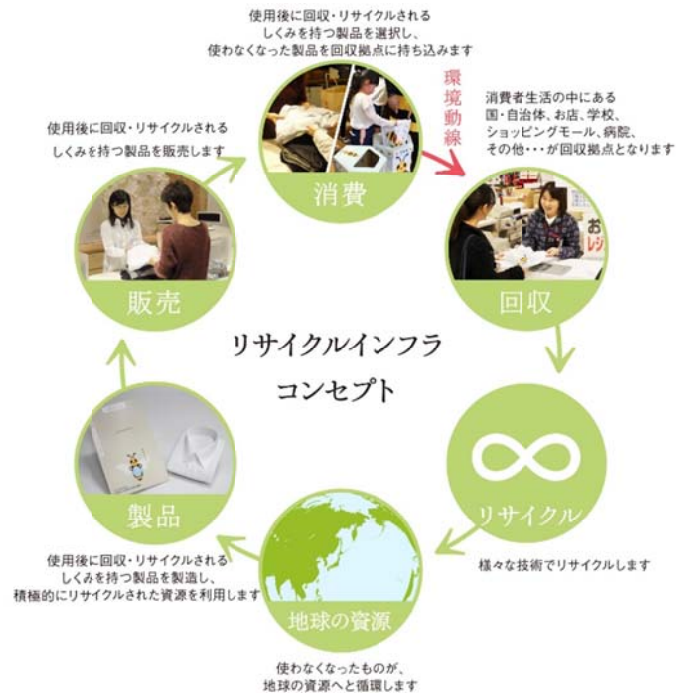 使用後に回収・リサイクルされる
しくみを持つ製品を選択し、
使わなくなった製品を回収拠点に持ち込みます
消費
環境動線
消費者生活の中にある
国・自治体、お店、学校、
ショッピングモール、病院、
その他・・・が回収拠点となります
お
レジ
回収
リサイクル
様々な技術でリサイクルします
地球の資源
使わなくなったものが、
地球の資源へと循環します
製品
使用後に回収・リサイクルされる
しくみを持つ製品を製造し、
積極的にリサイクルされた資源を利用します
使用後に回収・リサイクルされる
しくみを持つ製品を販売します
販売
リサイクルインフラ
コンセプト